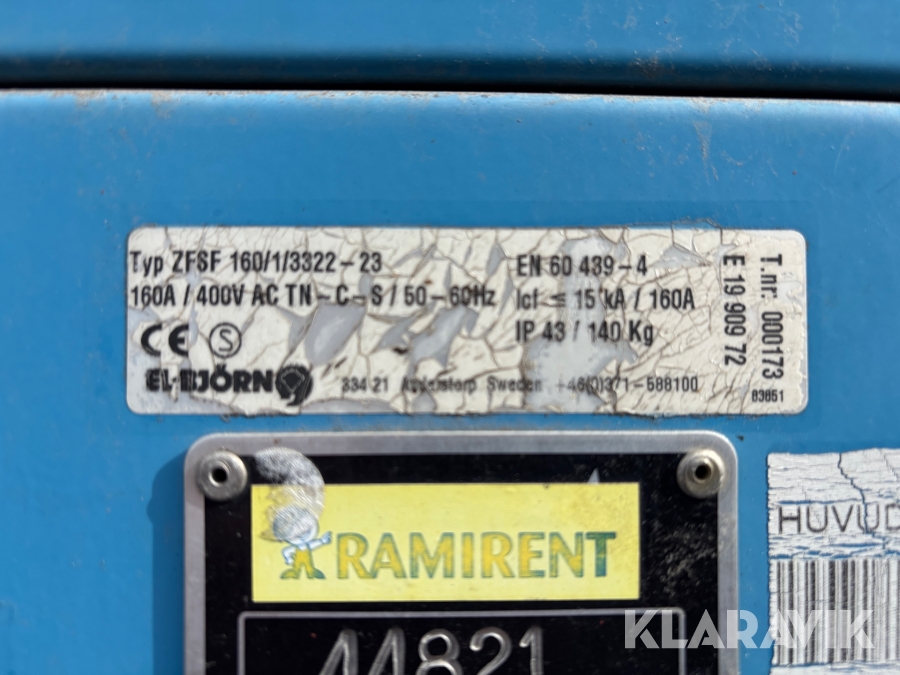 Typ ZFSF 160/1/3322-23
160A / 400V AC TN-C-S / 50-60Hz
CE S
EL-BJÖRN
EN 60 439-4
Icf ≤ 15 kA / 160A
IP 43 / 140 Kg
334 21 Anderstorp Sweden +46(0)371-588100
E 19 909 72
T.nr. 000173
83651
RAMIRENT
44821
HUVUD
KLARAVIK